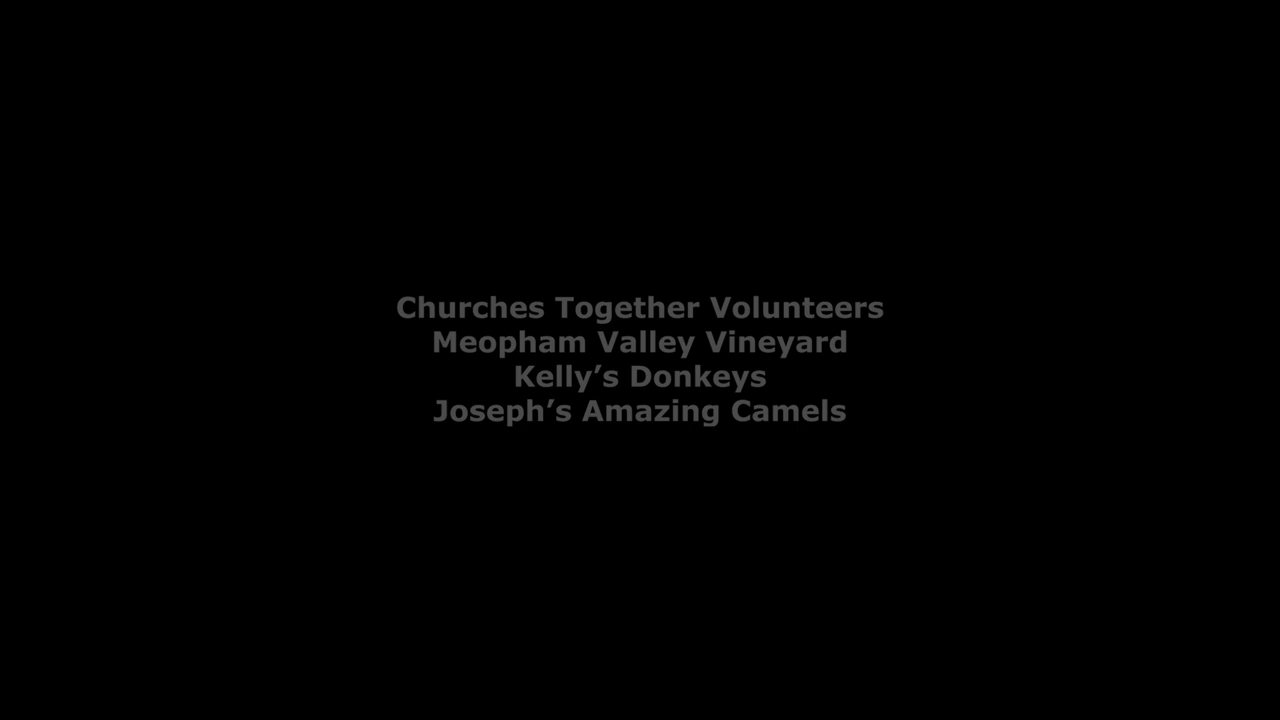 Churches Together Volunteers
Meopham Valley Vineyard
Kelly’s Donkeys
Joseph’s Amazing Camels